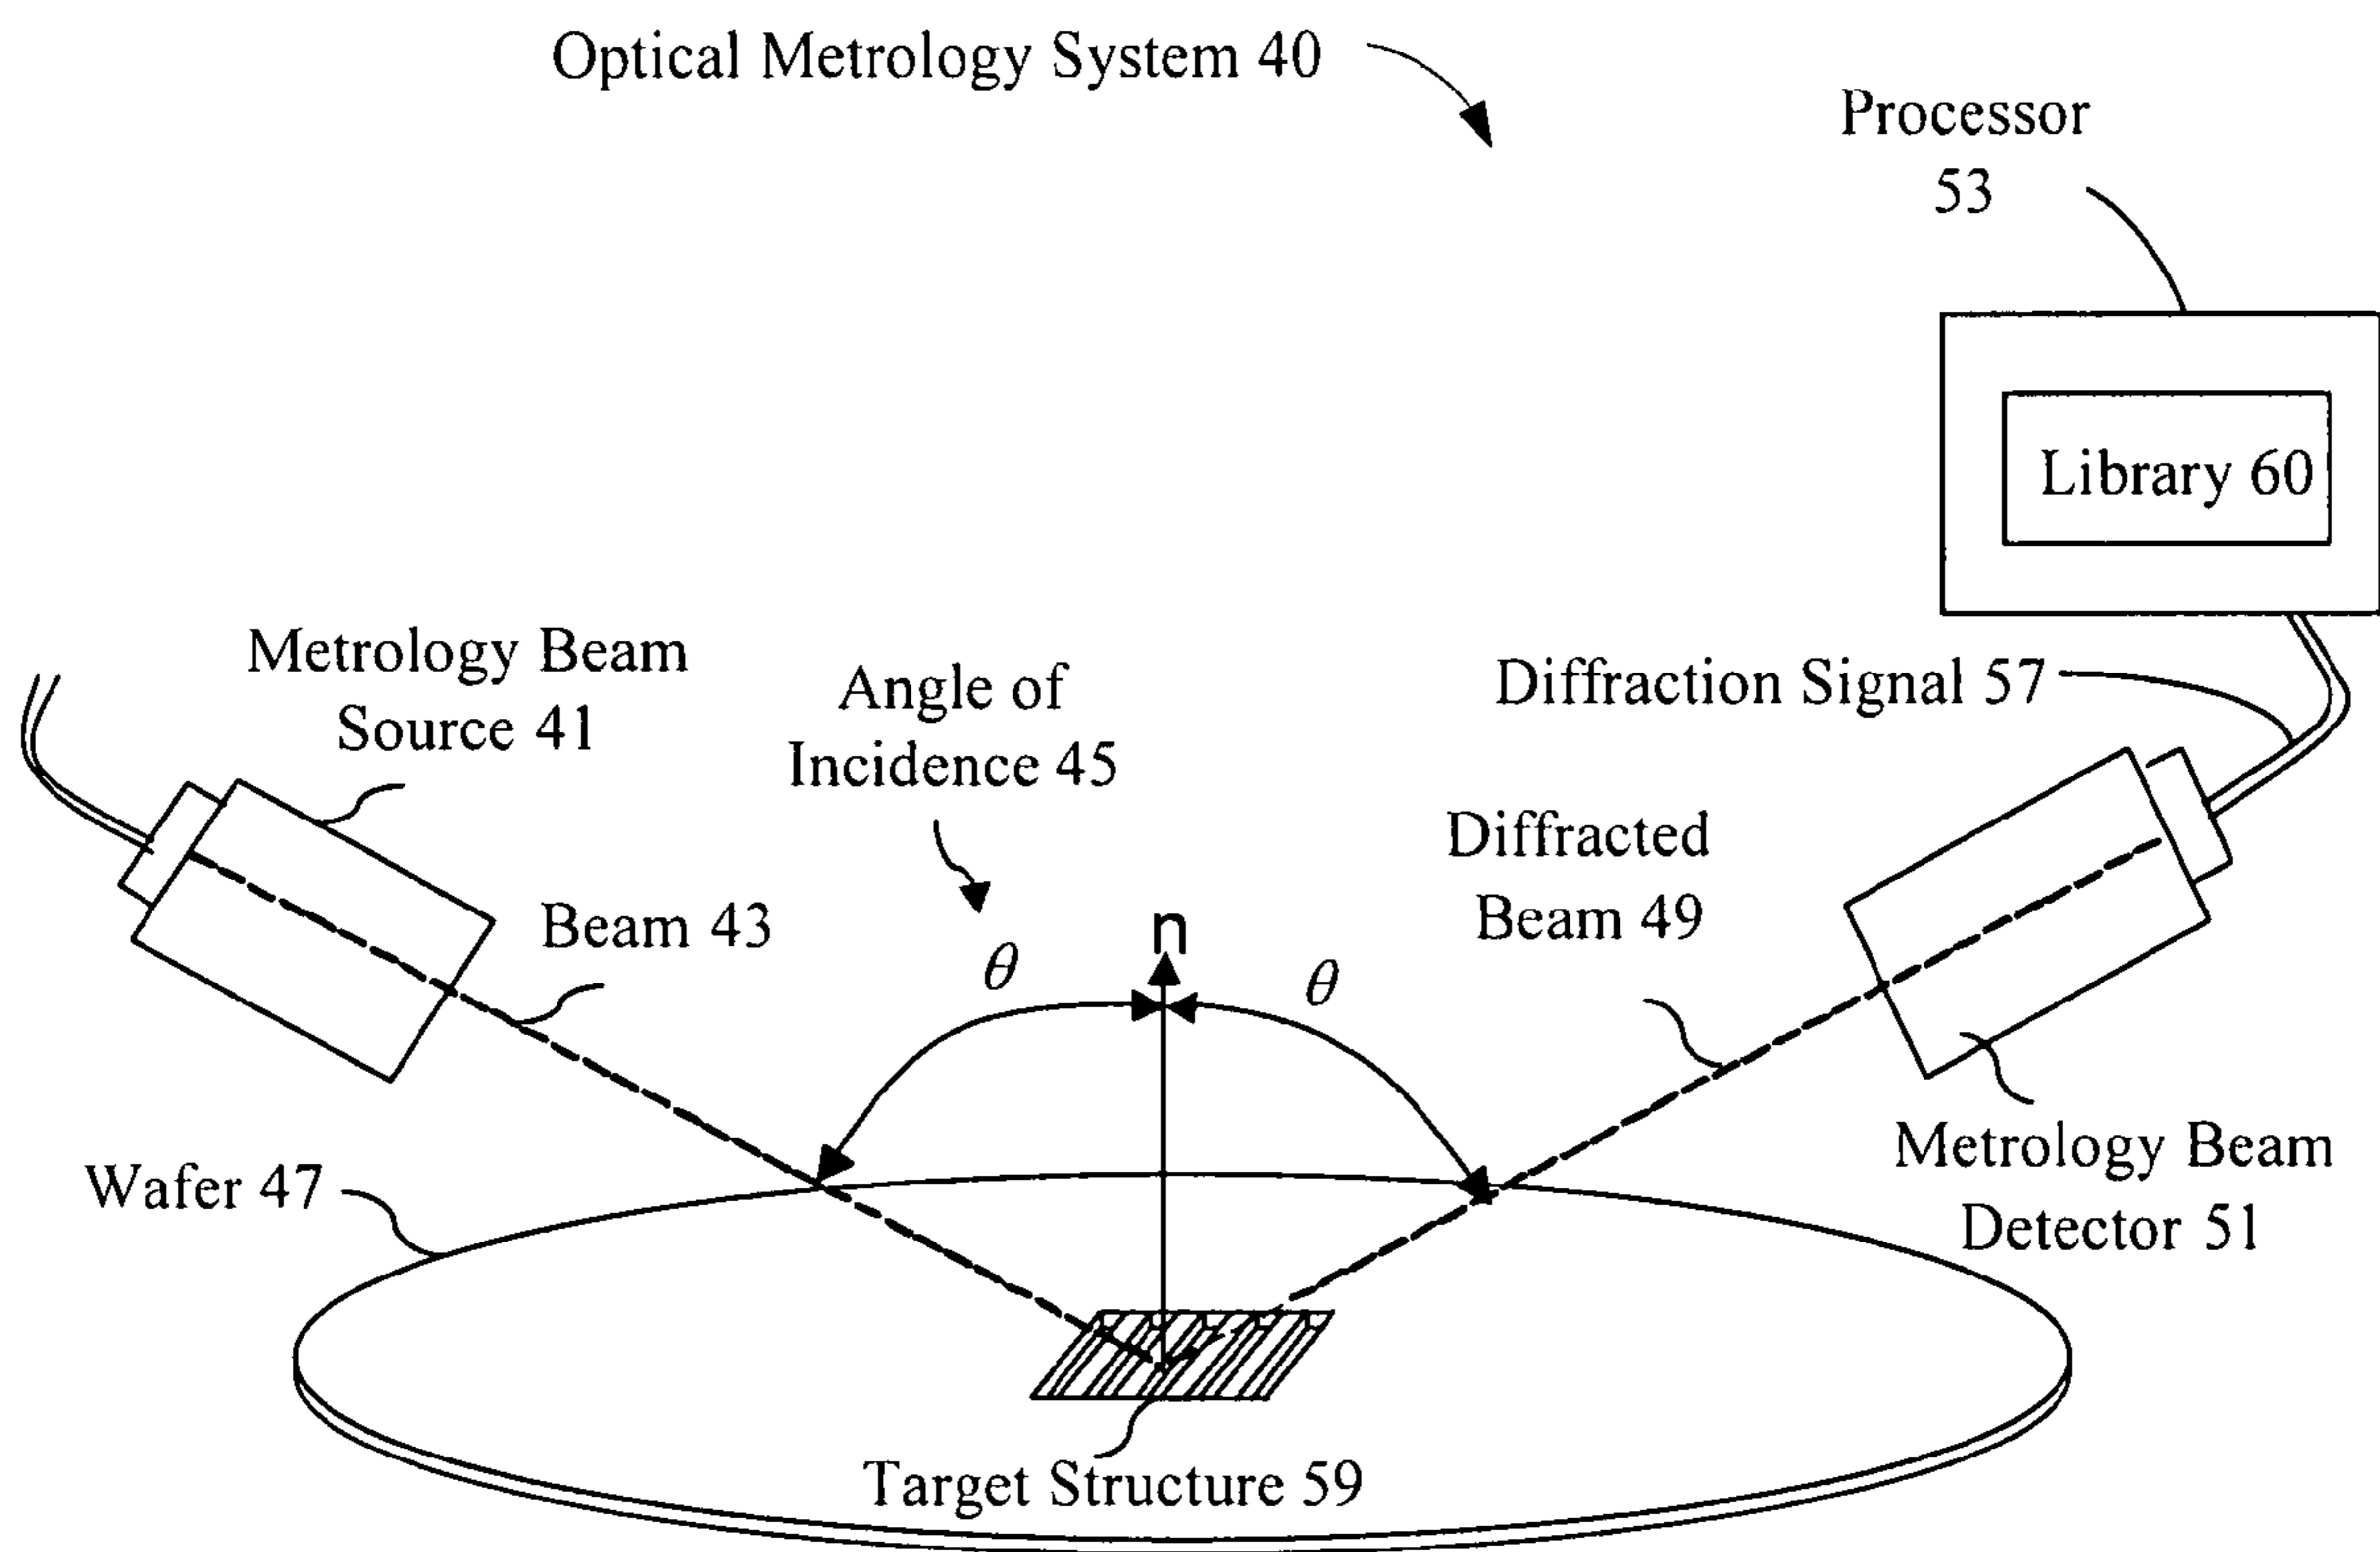 Optical Metrology System 40
Processor
53
Library 60
Metrology Beam
Source 41
Angle of
Incidence 45
Diffraction Signal 57
Beam 43
Diffracted
Beam 49
n
θ
θ
Wafer 47
Metrology Beam
Detector 51
Target Structure 59